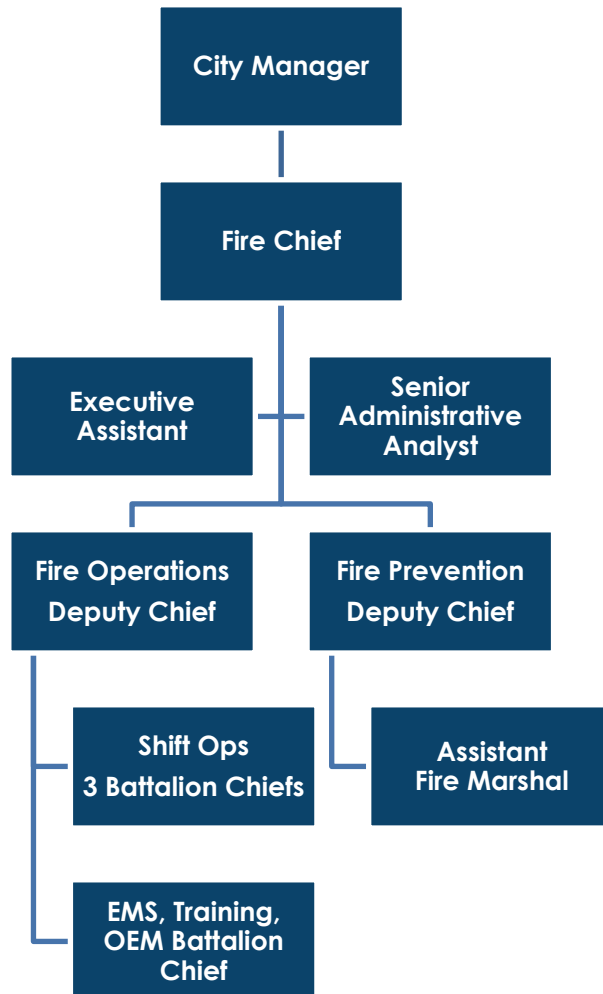 City Manager
Fire Chief
Executive
Assistant
Senior
Administrative
Analyst
Fire Operations
Deputy Chief
Fire Prevention
Deputy Chief
Shift Ops
3 Battalion Chiefs
Assistant
Fire Marshal
EMS, Training,
OEM Battalion
Chief